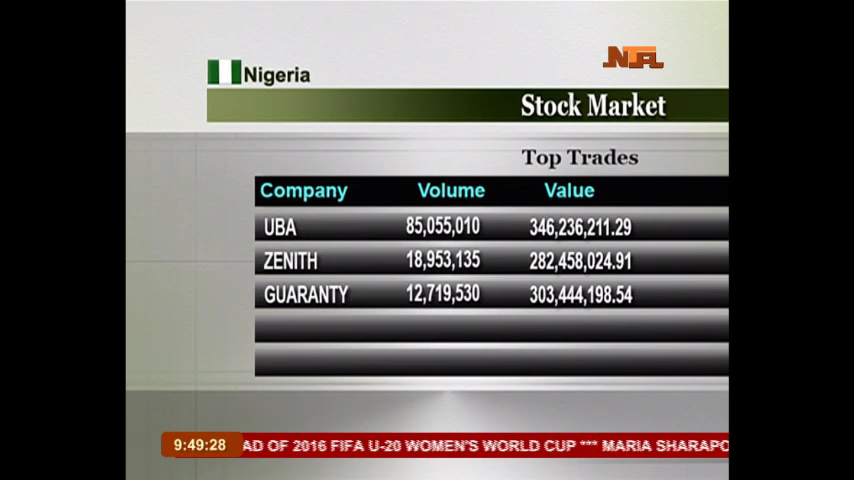 NTA
Nigeria
Stock Market
Top Trades
Company Volume Value
UBA 85,055,010 346,236,211.29
ZENITH 18,953,135 282,458,024.91
GUARANTY 12,719,530 303,444,198.54
9:49:28 AD OF 2016 FIFA U-20 WOMEN'S WORLD CUP *** MARIA SHARAPO